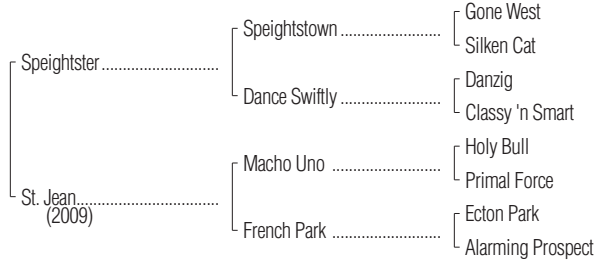 Gone West
Speightstown ....................
Silken Cat
Speightster ........................
Danzig
Dance Swiftly ....................
Classy 'n Smart
Holy Bull
Macho Uno ......................
Primal Force
St. Jean.............................
(2009)
Ecton Park
French Park ......................
Alarming Prospect